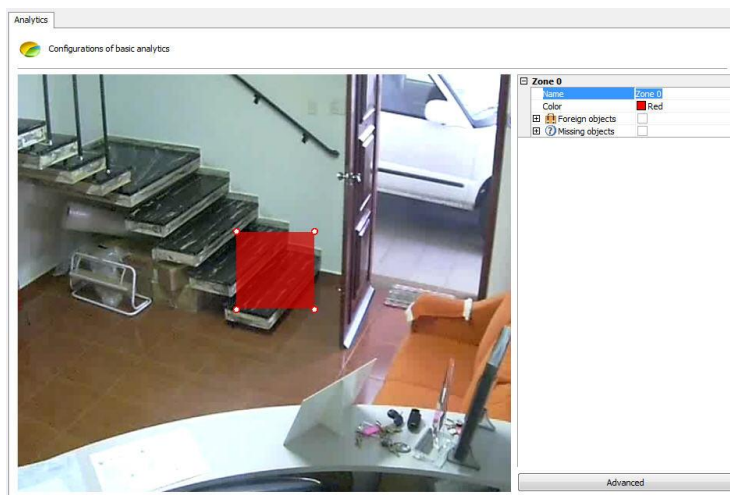 Analytics
Configurations of basic analytics
Zone 0
Name Zone 0
Color Red
Foreign objects
Missing objects
Advanced